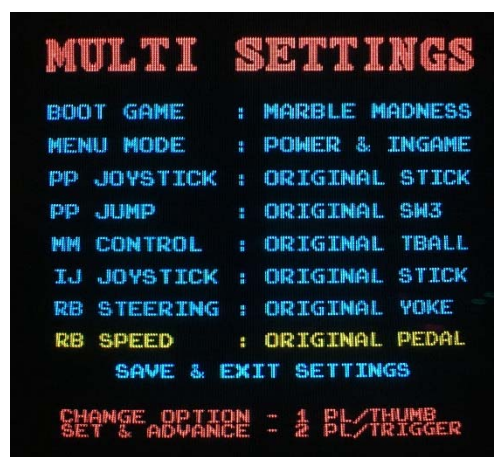 MULTI SETTINGS
BOOT GAME : MARBLE MADNESS
MENU MODE : POWER & INGAME
PP JOYSTICK : ORIGINAL STICK
PP JUMP : ORIGINAL SW3
MM CONTROL : ORIGINAL TBALL
IJ JOYSTICK : ORIGINAL STICK
RB STEERING : ORIGINAL YOKE
RB SPEED : ORIGINAL PEDAL
SAVE & EXIT SETTINGS
CHANGE OPTION - 1 PL/THUMB
SET & ADVANCE - 2 PL/TRIGGER